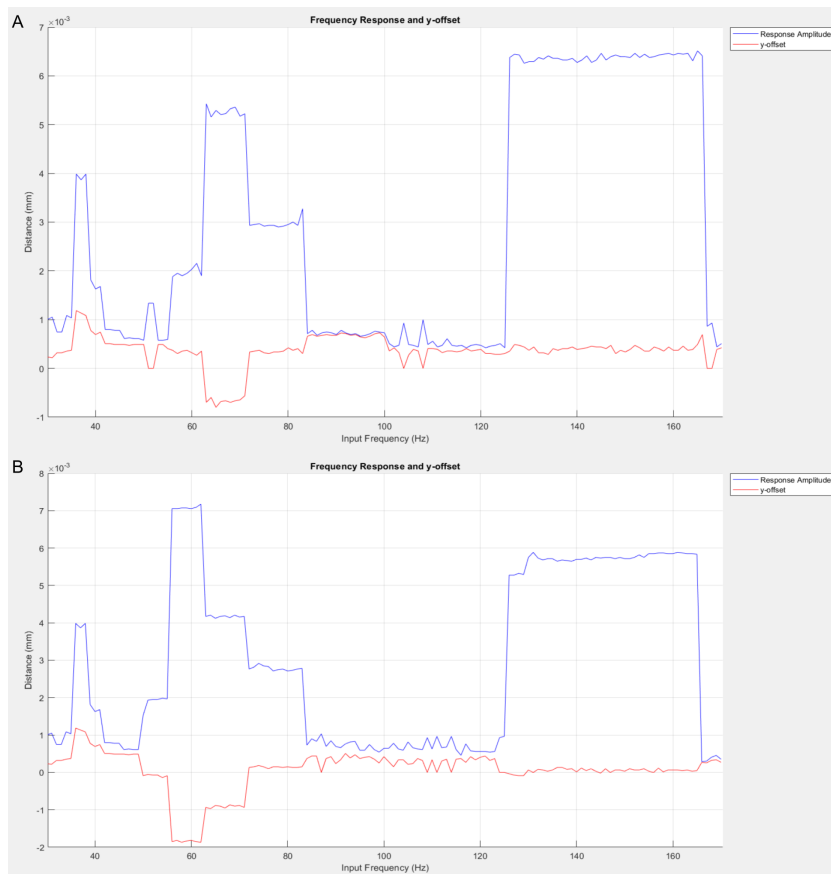 A
Frequency Response and y-offset
×10⁻³
Response Amplitude
y-offset
7
6
5
4
3
2
1
0
-1
Distance (mm)
40 60 80 100 120 140 160
Input Frequency (Hz)
B
Frequency Response and y-offset
×10⁻³
Response Amplitude
y-offset
8
7
6
5
4
3
2
1
0
-1
-2
Distance (mm)
40 60 80 100 120 140 160
Input Frequency (Hz)